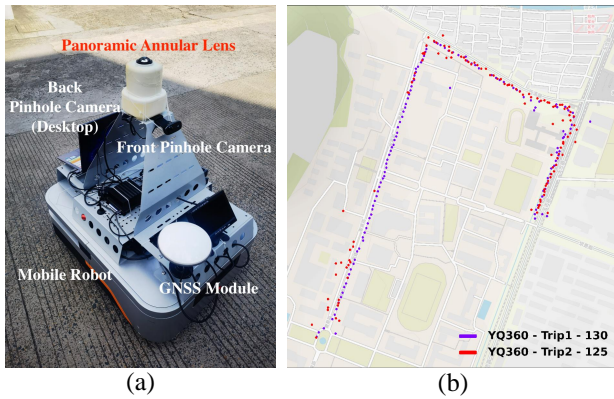 Panoramic Annular Lens
Back
Pinhole Camera
(Desktop)
Front Pinhole Camera
Mobile Robot
GNSS Module
(a)
YQ360 - Trip1 - 130
YQ360 - Trip2 - 125
(b)